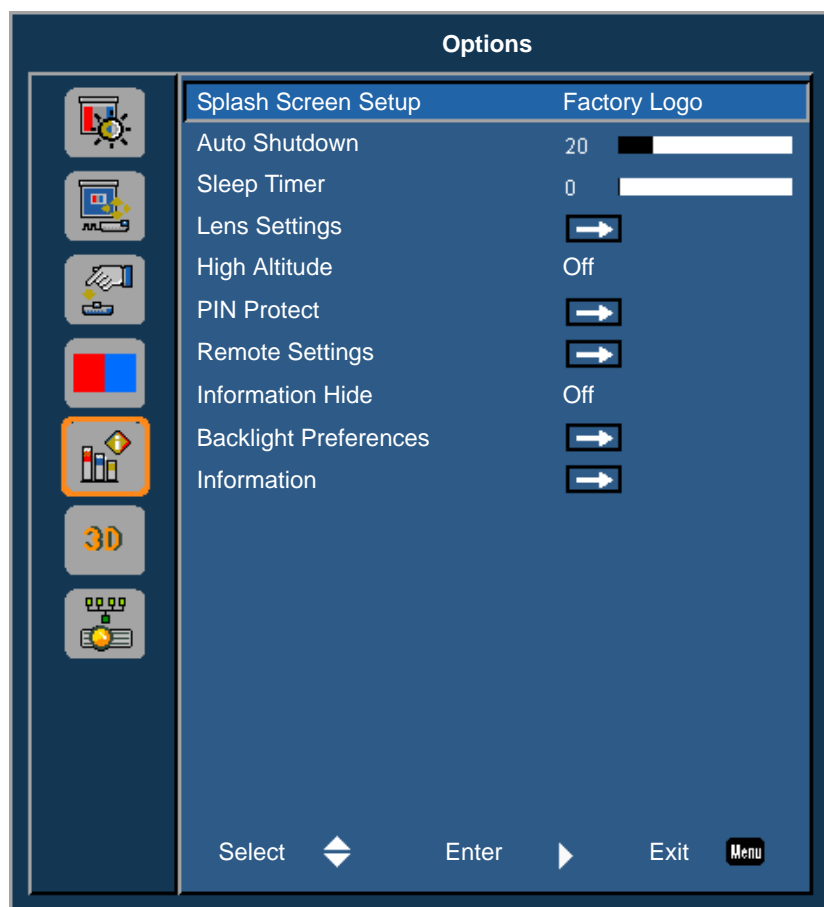 Options
Splash Screen Setup Factory Logo
Auto Shutdown 20
Sleep Timer 0
Lens Settings
High Altitude Off
PIN Protect
Remote Settings
Information Hide Off
Backlight Preferences
Information
3D
Select Enter Exit Menu